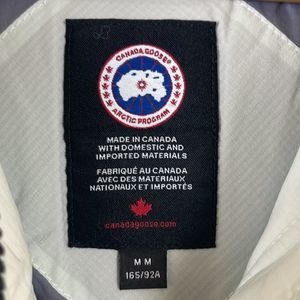 CANADA GOOSE®
ARCTIC PROGRAM
MADE IN CANADA
WITH DOMESTIC AND
IMPORTED MATERIALS
FABRIQUÉ AU CANADA
AVEC DES MATERIAUX
NATIONAUX ET IMPORTÉS
canadagoose.com
M M
165/92A